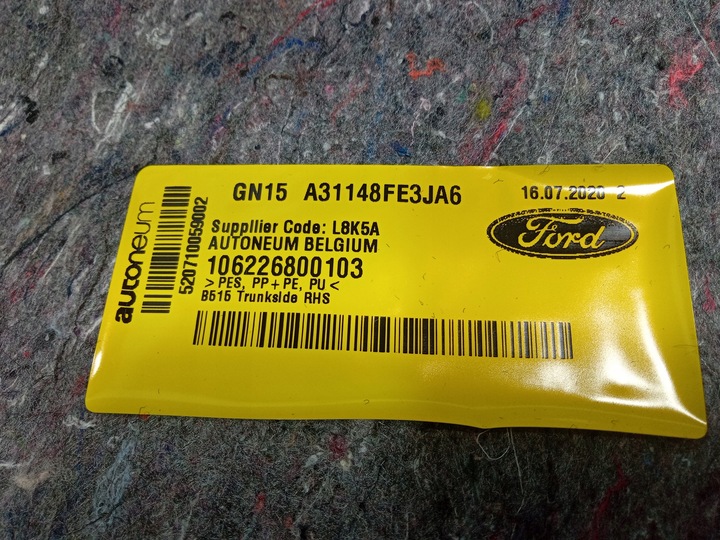 GN15 A31148FE3JA6 16.07.2020 2
autoneum
520710059002
Suppllier Code: L8K5A
AUTONEUM BELGIUM
Ford
106226800103
> PES, PP + PE, PU <
B515 Trunkside RHS